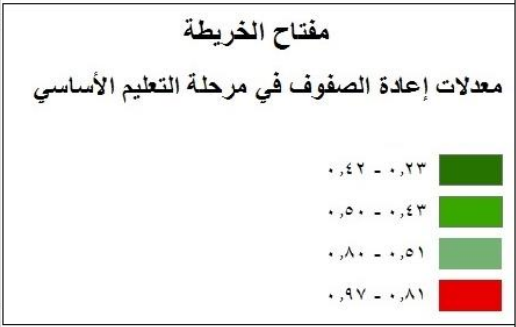 مفتاح الخريطة
معدلات إعادة الصفوف في مرحلة التعليم الأساسي
٠,٢٣ - ٠,٤٢
٠,٤٣ - ٠,٥٠
٠,٥١ - ٠,٨٠
٠,٨١ - ٠,٩٧